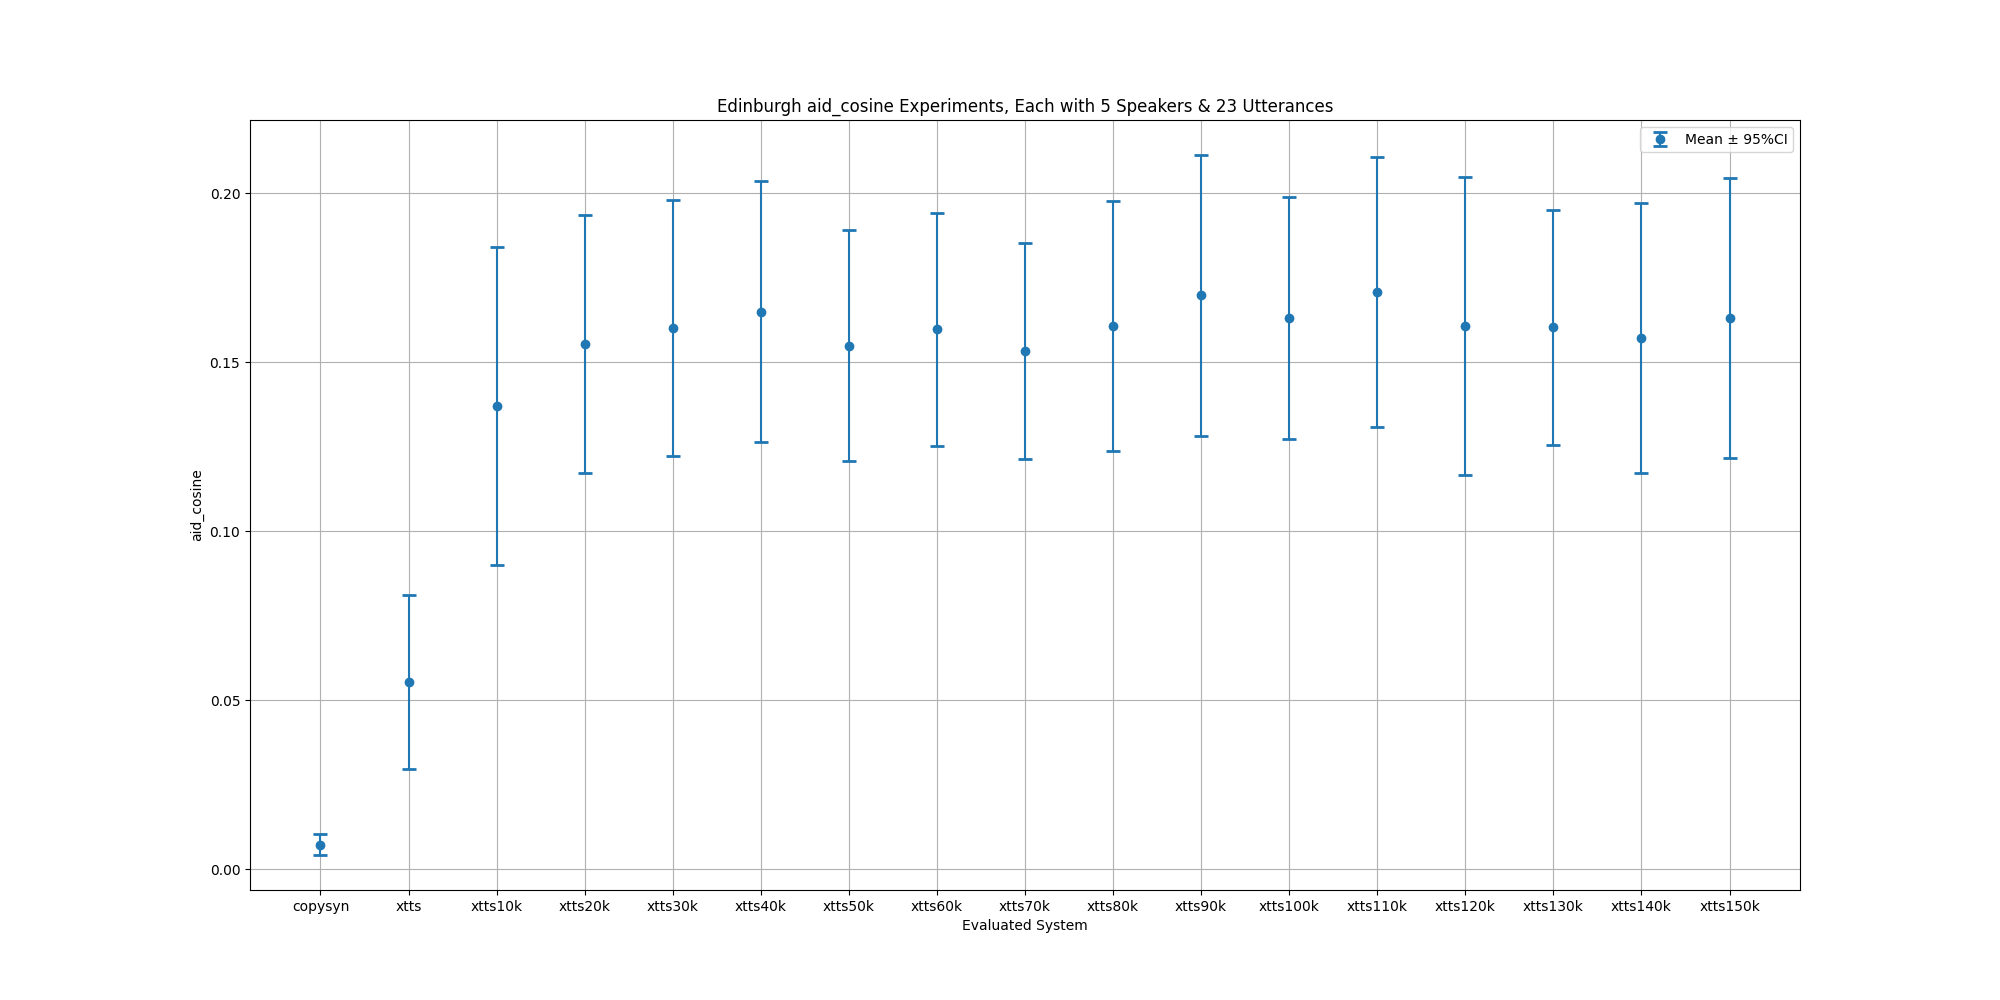 Edinburgh aid_cosine Experiments, Each with 5 Speakers & 23 Utterances
Mean ± 95%CI
aid_cosine
0.20
0.15
0.10
0.05
0.00
copysyn xtts xtts10k xtts20k xtts30k xtts40k xtts50k xtts60k xtts70k xtts80k xtts90k xtts100k xtts110k xtts120k xtts130k xtts140k xtts150k
Evaluated System